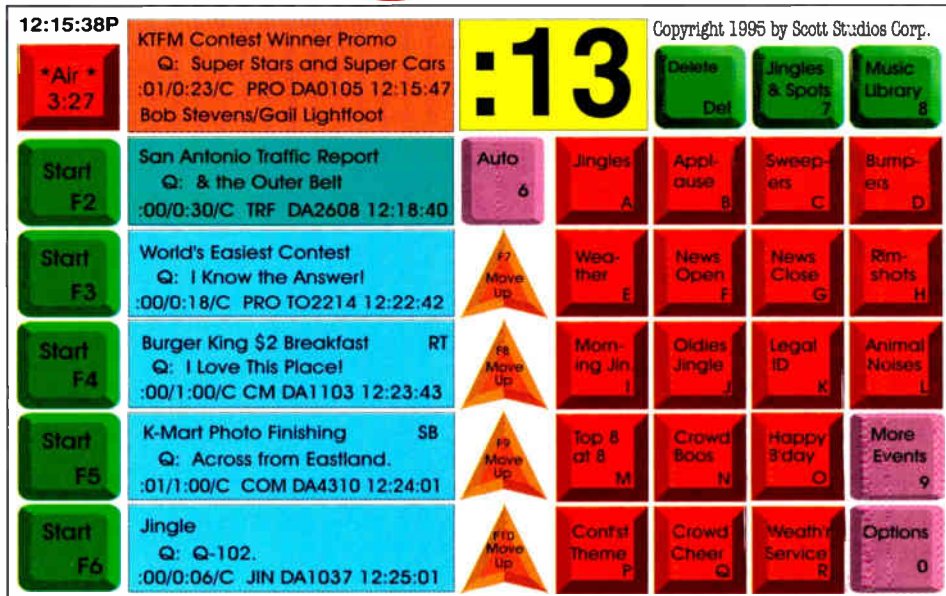 12:15:38P
*Air *
3:27
KTFM Contest Winner Promo
Q: Super Stars and Super Cars
:01/0:23/C PRO DA0105 12:15:47
Bob Stevens/Gail Lightfoot
:13
Copyright 1995 by Scott Studios Corp.
Delete
Del
Jingles
& Spots
7
Music
Library
8
Start
F2
San Antonio Traffic Report
Q: & the Outer Belt
:00/0:30/C TRF DA2608 12:18:40
Auto
6
Jingles
A
Appl-
ause
B
Sweep-
ers
C
Bump-
ers
D
Start
F3
World's Easiest Contest
Q: I Know the Answer!
:00/0:18/C PRO TO2214 12:22:42
F7
Move
Up
Wea-
ther
E
News
Open
F
News
Close
G
Rim-
shots
H
Start
F4
Burger King $2 Breakfast RT
Q: I Love This Place!
:00/1:00/C CM DA1103 12:23:43
F8
Move
Up
Morn-
ing Jin
I
Oldies
Jingle
J
Legal
ID
K
Animal
Noises
L
Start
F5
K-Mart Photo Finishing SB
Q: Across from Eastland.
:01/1:00/C COM DA4310 12:24:01
F9
Move
Up
Top 8
at 8
M
Crowd
Boos
N
Happy
B'day
O
More
Events
9
Start
F6
Jingle
Q: Q-102.
:00/0:06/C JIN DA1037 12:25:01
F10
Move
Up
Cont'st
Theme
P
Crowd
Cheer
Q
Weath'r
Service
R
Options
0